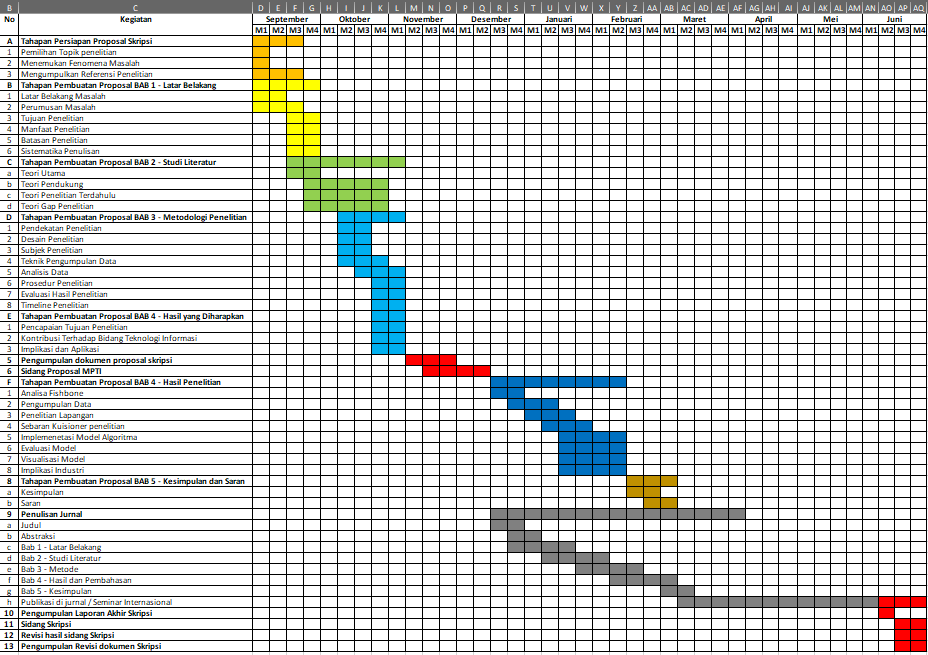 B C D E F G H I J K L M N O P Q R S T U V W X Y Z AA AB AC AD AE AF AG AH AI AJ AK AL AM AN AO AP AQ
No Kegiatan September Oktober November Desember Januari Februari Maret April Mei Juni
M1 M2 M3 M4 M1 M2 M3 M4 M1 M2 M3 M4 M1 M2 M3 M4 M1 M2 M3 M4 M1 M2 M3 M4 M1 M2 M3 M4 M1 M2 M3 M4 M1 M2 M3 M4 M1 M2 M3 M4
A Tahapan Persiapan Proposal Skripsi
1 Pemilihan Topik penelitian
2 Menemukan Fenomena Masalah
3 Mengumpulkan Referensi Penelitian
B Tahapan Pembuatan Proposal BAB 1 - Latar Belakang
1 Latar Belakang Masalah
2 Perumusan Masalah
3 Tujuan Penelitian
4 Manfaat Penelitian
5 Batasan Penelitian
6 Sistematika Penulisan
C Tahapan Pembuatan Proposal BAB 2 - Studi Literatur
a Teori Utama
b Teori Pendukung
c Teori Penelitian Terdahulu
d Teori Gap Penelitian
D Tahapan Pembuatan Proposal BAB 3 - Metodologi Penelitian
1 Pendekatan Penelitian
2 Desain Penelitian
3 Subjek Penelitian
4 Teknik Pengumpulan Data
5 Analisis Data
6 Prosedur Penelitian
7 Evaluasi Hasil Penelitian
8 Timeline Penelitian
E Tahapan Pembuatan Proposal BAB 4 - Hasil yang Diharapkan
1 Pencapaian Tujuan Penelitian
2 Kontribusi Terhadap Bidang Teknologi Informasi
3 Implikasi dan Aplikasi
5 Pengumpulan dokumen proposal skripsi
6 Sidang Proposal MPTI
F Tahapan Pembuatan Proposal BAB 4 - Hasil Penelitian
1 Analisa Fishbone
2 Pengumpulan Data
3 Penelitian Lapangan
4 Sebaran Kuisioner penelitian
5 Implemenetasi Model Algoritma
6 Evaluasi Model
7 Visualisasi Model
8 Implikasi Industri
8 Tahapan Pembuatan Proposal BAB 5 - Kesimpulan dan Saran
a Kesimpulan
b Saran
9 Penulisan Jurnal
a Judul
b Abstraksi
c Bab 1 - Latar Belakang
d Bab 2 - Studi Literatur
e Bab 3 - Metode
f Bab 4 - Hasil dan Pembahasan
g Bab 5 - Kesimpulan
h Publikasi di jurnal / Seminar Internasional
10 Pengumpulan Laporan Akhir Skripsi
11 Sidang Skripsi
12 Revisi hasil sidang Skripsi
13 Pengumpulan Revisi dokumen Skripsi